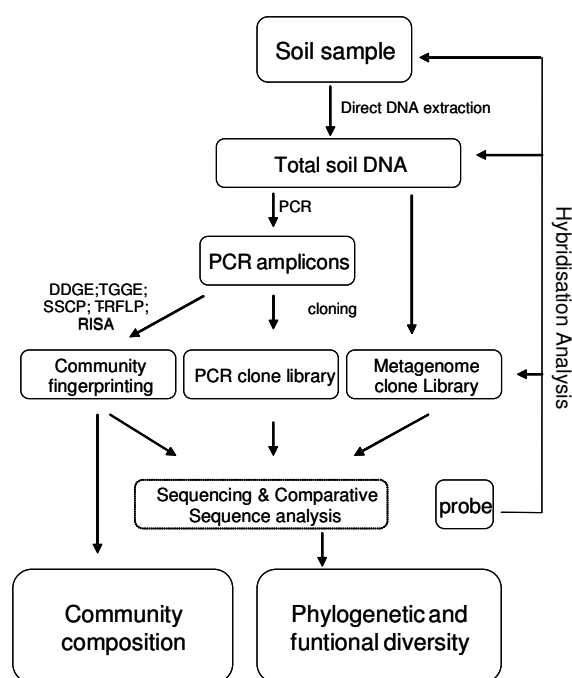 Soil sample
Direct DNA extraction
Total soil DNA
PCR
PCR amplicons
DDGE;TGGE;
SSCP; TRFLP;
RISA
cloning
Community
fingerprinting
PCR clone library
Metagenome
clone Library
Hybridisation Analysis
Sequencing & Comparative
Sequence analysis
probe
Community
composition
Phylogenetic and
funtional diversity